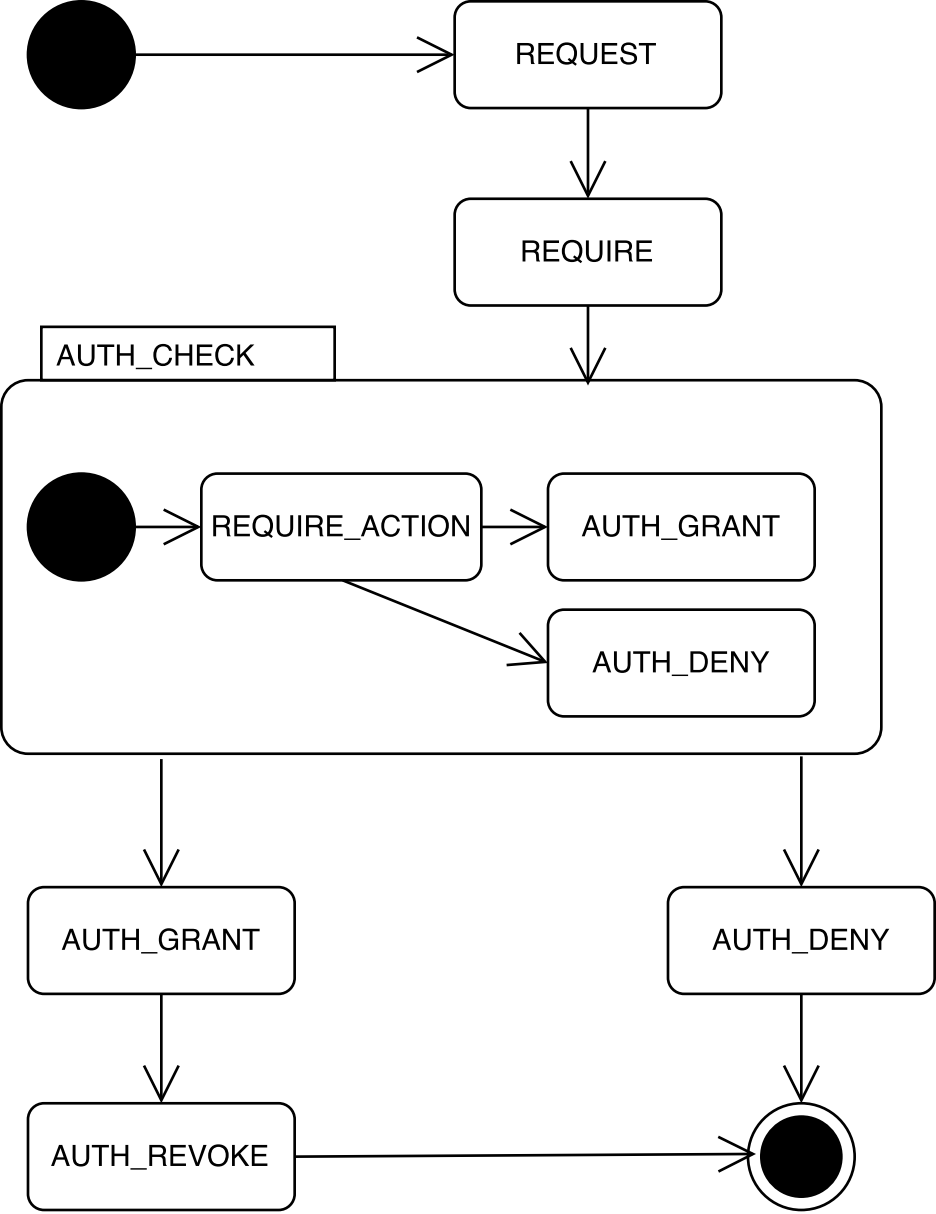 REQUEST
REQUIRE
AUTH_CHECK
REQUIRE_ACTION
AUTH_GRANT
AUTH_DENY
AUTH_GRANT
AUTH_DENY
AUTH_REVOKE